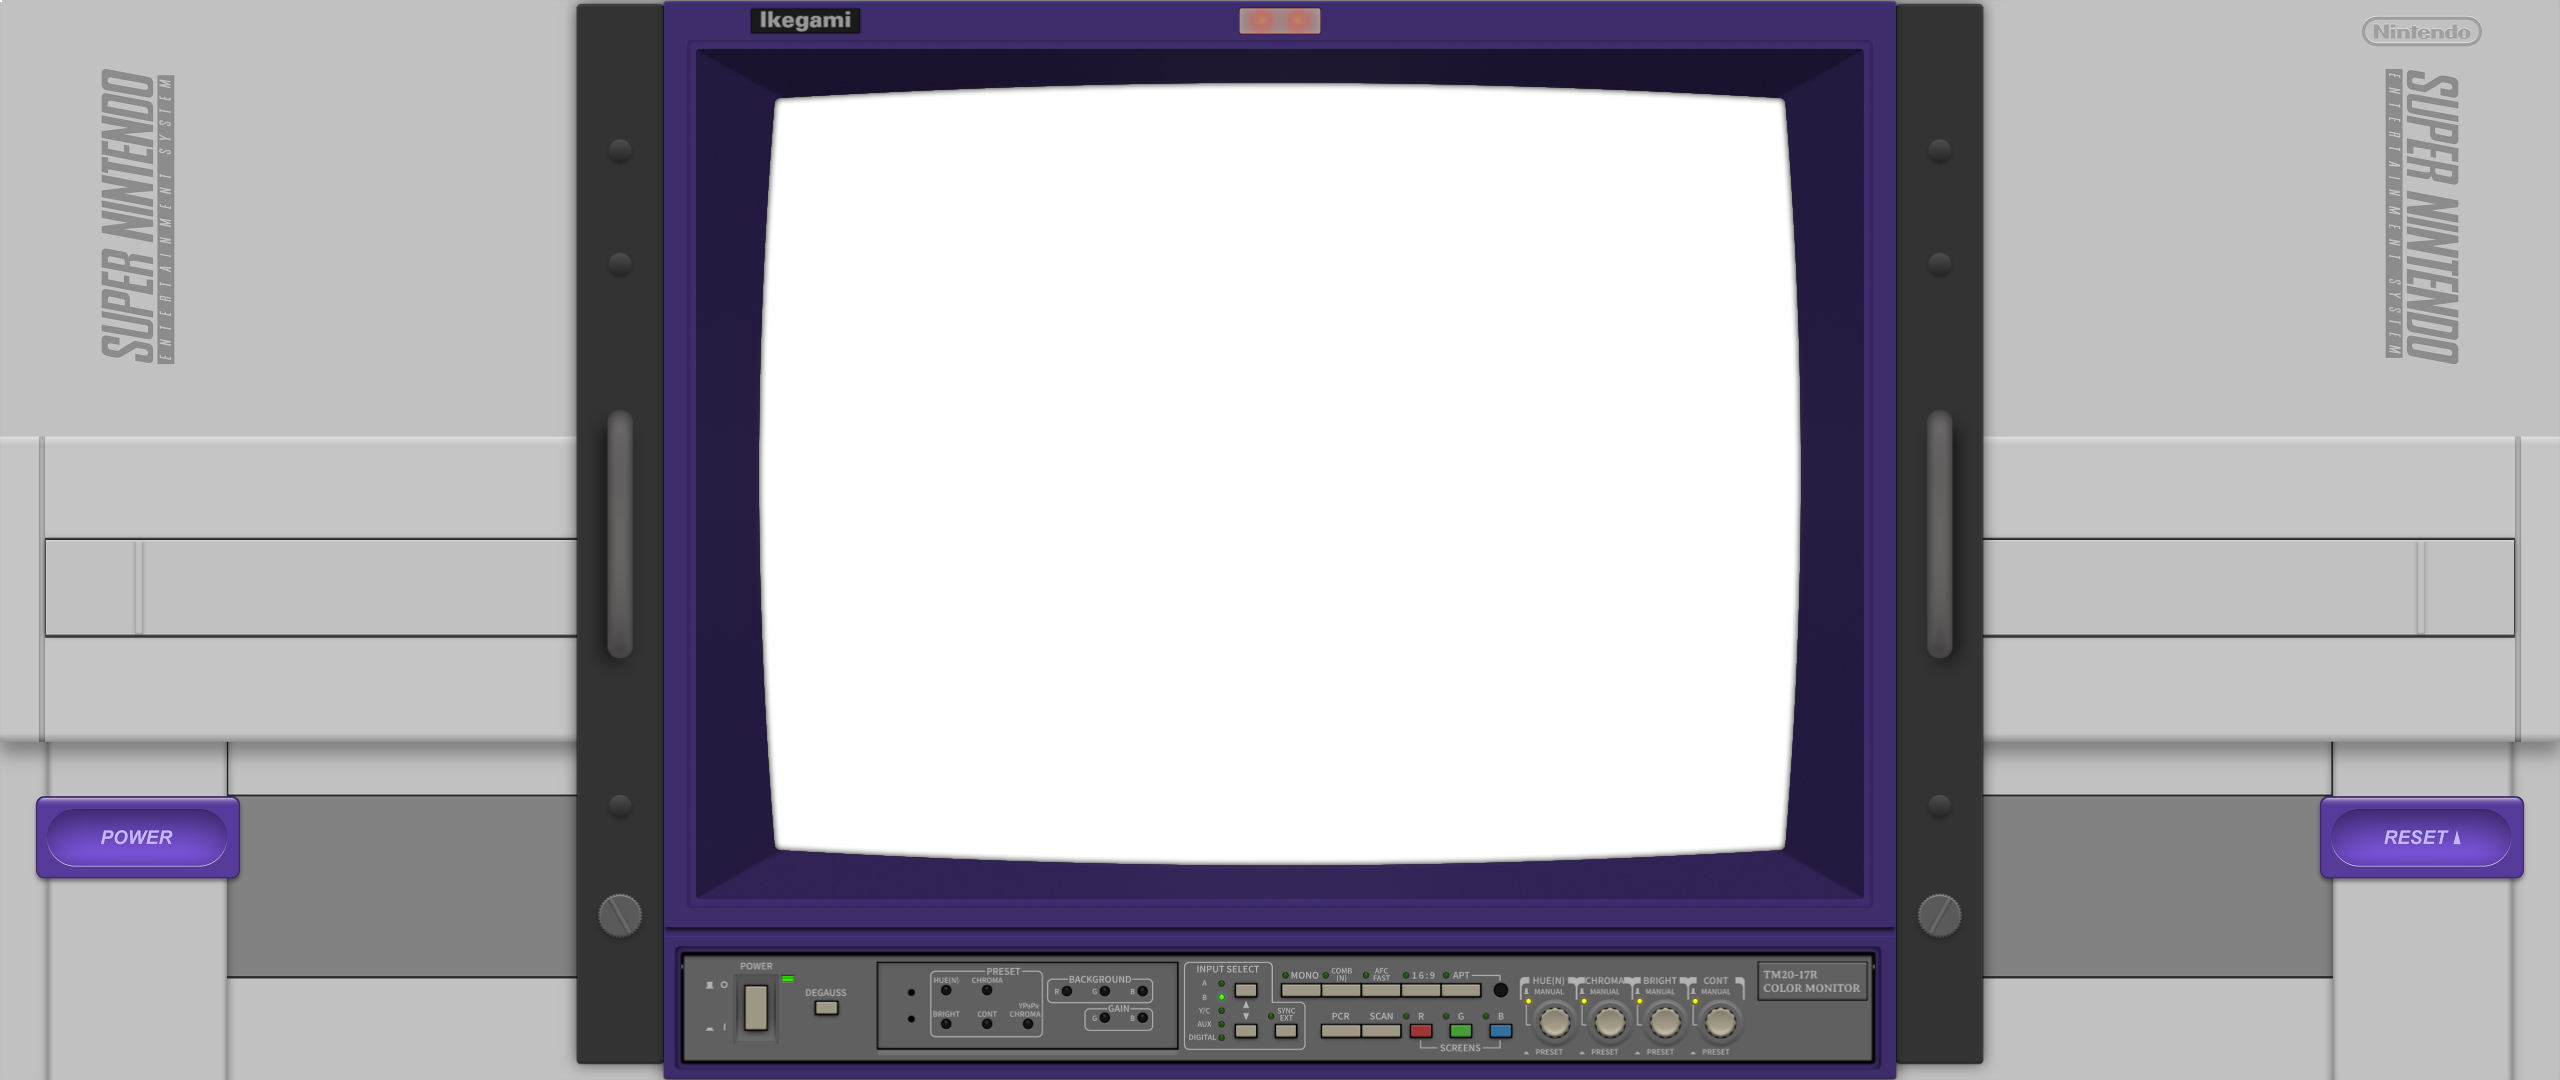 Ikegami
Nintendo
SUPER NINTENDO
ENTERTAINMENT SYSTEM
SUPER NINTENDO
ENTERTAINMENT SYSTEM
POWER
RESET
POWER
DEGAUSS
PRESET
HUE(N) CHROMA
BRIGHT CONT YPBPR CHROMA
BACKGROUND
R G B
GAIN
G B
INPUT SELECT
A
B
Y/C
AUX
DIGITAL
SYNC EXT
MONO COMB (N) AFC FAST 16:9 APT
PCR SCAN R G B
SCREENS
HUE(N) CHROMA BRIGHT CONT
MANUAL MANUAL MANUAL MANUAL
PRESET PRESET PRESET PRESET
TM20-17R
COLOR MONITOR